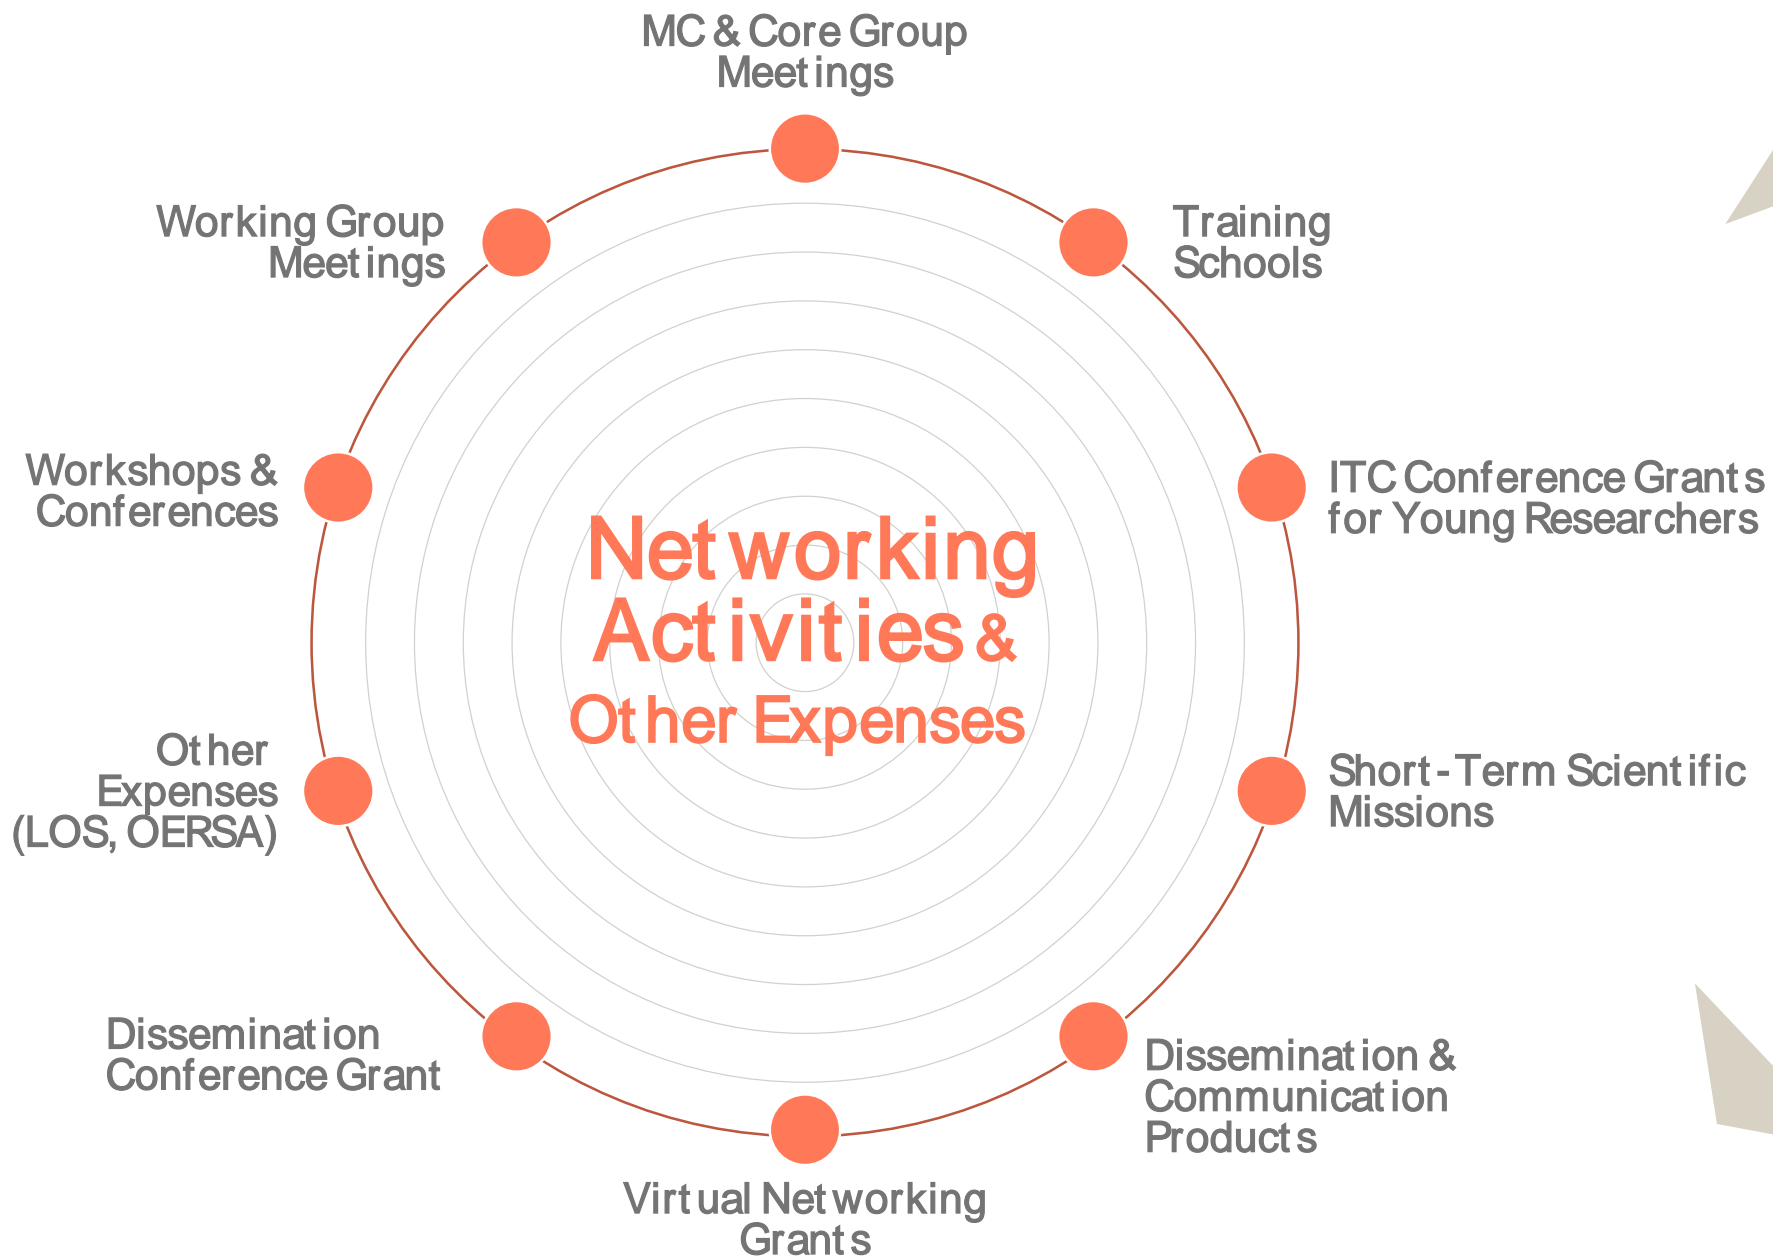 MC & Core Group
Meetings
Training
Schools
ITC Conference Grants
for Young Researchers
Short-Term Scientific
Missions
Dissemination &
Communication
Products
Virtual Networking
Grants
Dissemination
Conference Grant
Other
Expenses
(LOS, OERSA)
Workshops &
Conferences
Working Group
Meetings
Networking
Activities &
Other Expenses